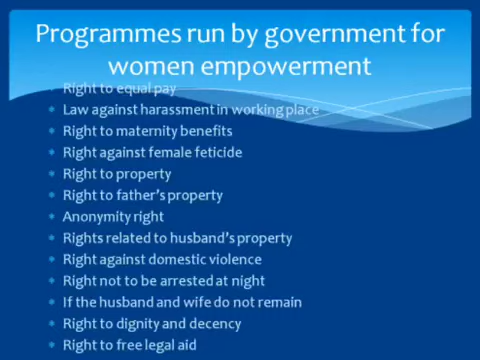 Programmes run by government for
women empowerment
Right to equal pay
Law against harassment in working place
Right to maternity benefits
Right against female feticide
Right to property
Right to father's property
Anonymity right
Rights related to husband's property
Right against domestic violence
Right not to be arrested at night
If the husband and wife do not remain
Right to dignity and decency
Right to free legal aid